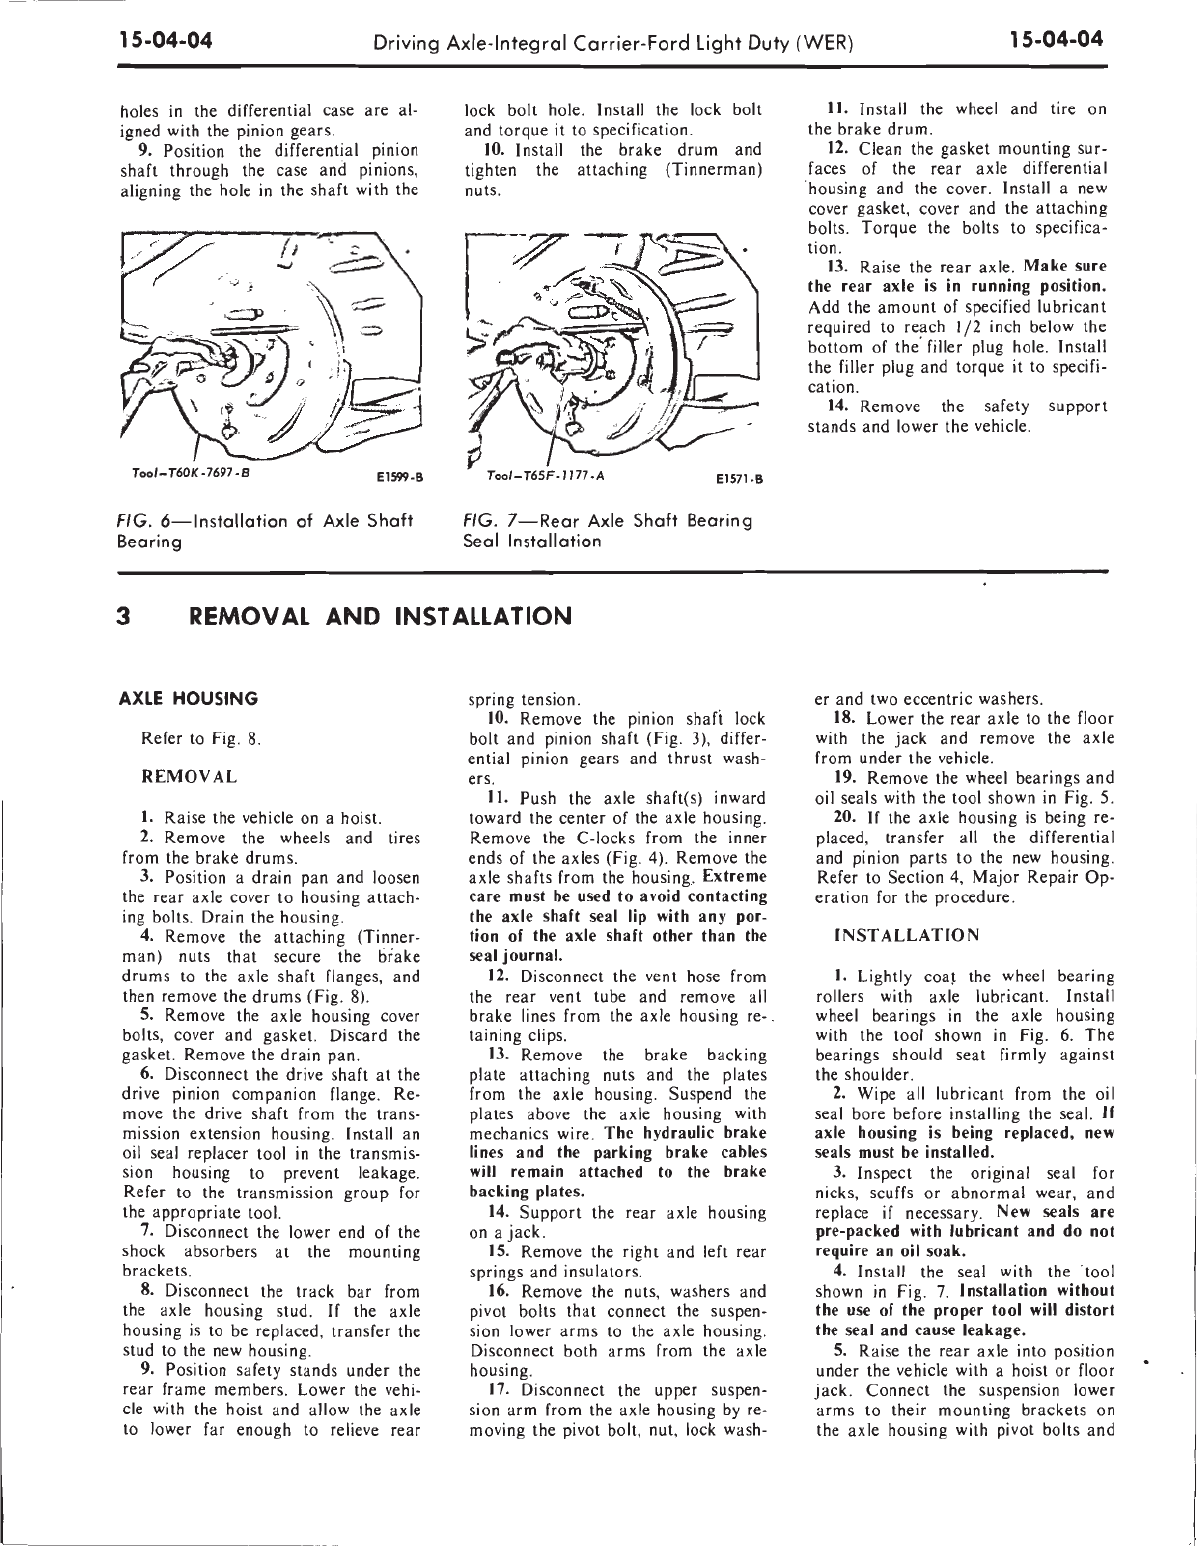 15-04-04
Driving Axle-Integral Carrier-Ford Light Duty (WER)
15-04-04
holes in the differential case are al-
igned with the pinion gears.
9. Position the differential pinion
shaft through the case and pinions,
aligning the hole in the shaft with the
lock bolt hole. Install the lock bolt
and torque it to specification.
10. Install the brake drum and
tighten the attaching (Tinnerman)
nuts.
11. Install the wheel and tire on
the brake drum.
12. Clean the gasket mounting sur-
faces of the rear axle differential
housing and the cover. Install a new
cover gasket, cover and the attaching
bolts. Torque the bolts to specifica-
tion.
13. Raise the rear axle. Make sure
the rear axle is in running position.
Add the amount of specified lubricant
required to reach 1/2 inch below the
bottom of the filler plug hole. Install
the filler plug and torque it to specifi-
cation.
14. Remove the safety support
stands and lower the vehicle.
Tool-T60K-7697-B
E1599-B
FIG. 6—Installation of Axle Shaft
Bearing
Tool-T65F-1177-A
E1571-B
FIG. 7—Rear Axle Shaft Bearing
Seal Installation
3 REMOVAL AND INSTALLATION
AXLE HOUSING
Refer to Fig. 8.
REMOVAL
1. Raise the vehicle on a hoist.
2. Remove the wheels and tires
from the brake drums.
3. Position a drain pan and loosen
the rear axle cover to housing attach-
ing bolts. Drain the housing.
4. Remove the attaching (Tinner-
man) nuts that secure the brake
drums to the axle shaft flanges, and
then remove the drums (Fig. 8).
5. Remove the axle housing cover
bolts, cover and gasket. Discard the
gasket. Remove the drain pan.
6. Disconnect the drive shaft at the
drive pinion companion flange. Re-
move the drive shaft from the trans-
mission extension housing. Install an
oil seal replacer tool in the transmis-
sion housing to prevent leakage.
Refer to the transmission group for
the appropriate tool.
7. Disconnect the lower end of the
shock absorbers at the mounting
brackets.
8. Disconnect the track bar from
the axle housing stud. If the axle
housing is to be replaced, transfer the
stud to the new housing.
9. Position safety stands under the
rear frame members. Lower the vehi-
cle with the hoist and allow the axle
to lower far enough to relieve rear
spring tension.
10. Remove the pinion shaft lock
bolt and pinion shaft (Fig. 3), differ-
ential pinion gears and thrust wash-
ers.
11. Push the axle shaft(s) inward
toward the center of the axle housing.
Remove the C-locks from the inner
ends of the axles (Fig. 4). Remove the
axle shafts from the housing. Extreme
care must be used to avoid contacting
the axle shaft seal lip with any por-
tion of the axle shaft other than the
seal journal.
12. Disconnect the vent hose from
the rear vent tube and remove all
brake lines from the axle housing re-
taining clips.
13. Remove the brake backing
plate attaching nuts and the plates
from the axle housing. Suspend the
plates above the axle housing with
mechanics wire. The hydraulic brake
lines and the parking brake cables
will remain attached to the brake
backing plates.
14. Support the rear axle housing
on a jack.
15. Remove the right and left rear
springs and insulators.
16. Remove the nuts, washers and
pivot bolts that connect the suspen-
sion lower arms to the axle housing.
Disconnect both arms from the axle
housing.
17. Disconnect the upper suspen-
sion arm from the axle housing by re-
moving the pivot bolt, nut, lock wash-
er and two eccentric washers.
18. Lower the rear axle to the floor
with the jack and remove the axle
from under the vehicle.
19. Remove the wheel bearings and
oil seals with the tool shown in Fig. 5.
20. If the axle housing is being re-
placed, transfer all the differential
and pinion parts to the new housing.
Refer to Section 4, Major Repair Op-
eration for the procedure.
INSTALLATION
1. Lightly coat the wheel bearing
rollers with axle lubricant. Install
wheel bearings in the axle housing
with the tool shown in Fig. 6. The
bearings should seat firmly against
the shoulder.
2. Wipe all lubricant from the oil
seal bore before installing the seal. If
axle housing is being replaced, new
seals must be installed.
3. Inspect the original seal for
nicks, scuffs or abnormal wear, and
replace if necessary. New seals are
pre-packed with lubricant and do not
require an oil soak.
4. Install the seal with the tool
shown in Fig. 7. Installation without
the use of the proper tool will distort
the seal and cause leakage.
5. Raise the rear axle into position
under the vehicle with a hoist or floor
jack. Connect the suspension lower
arms to their mounting brackets on
the axle housing with pivot bolts and